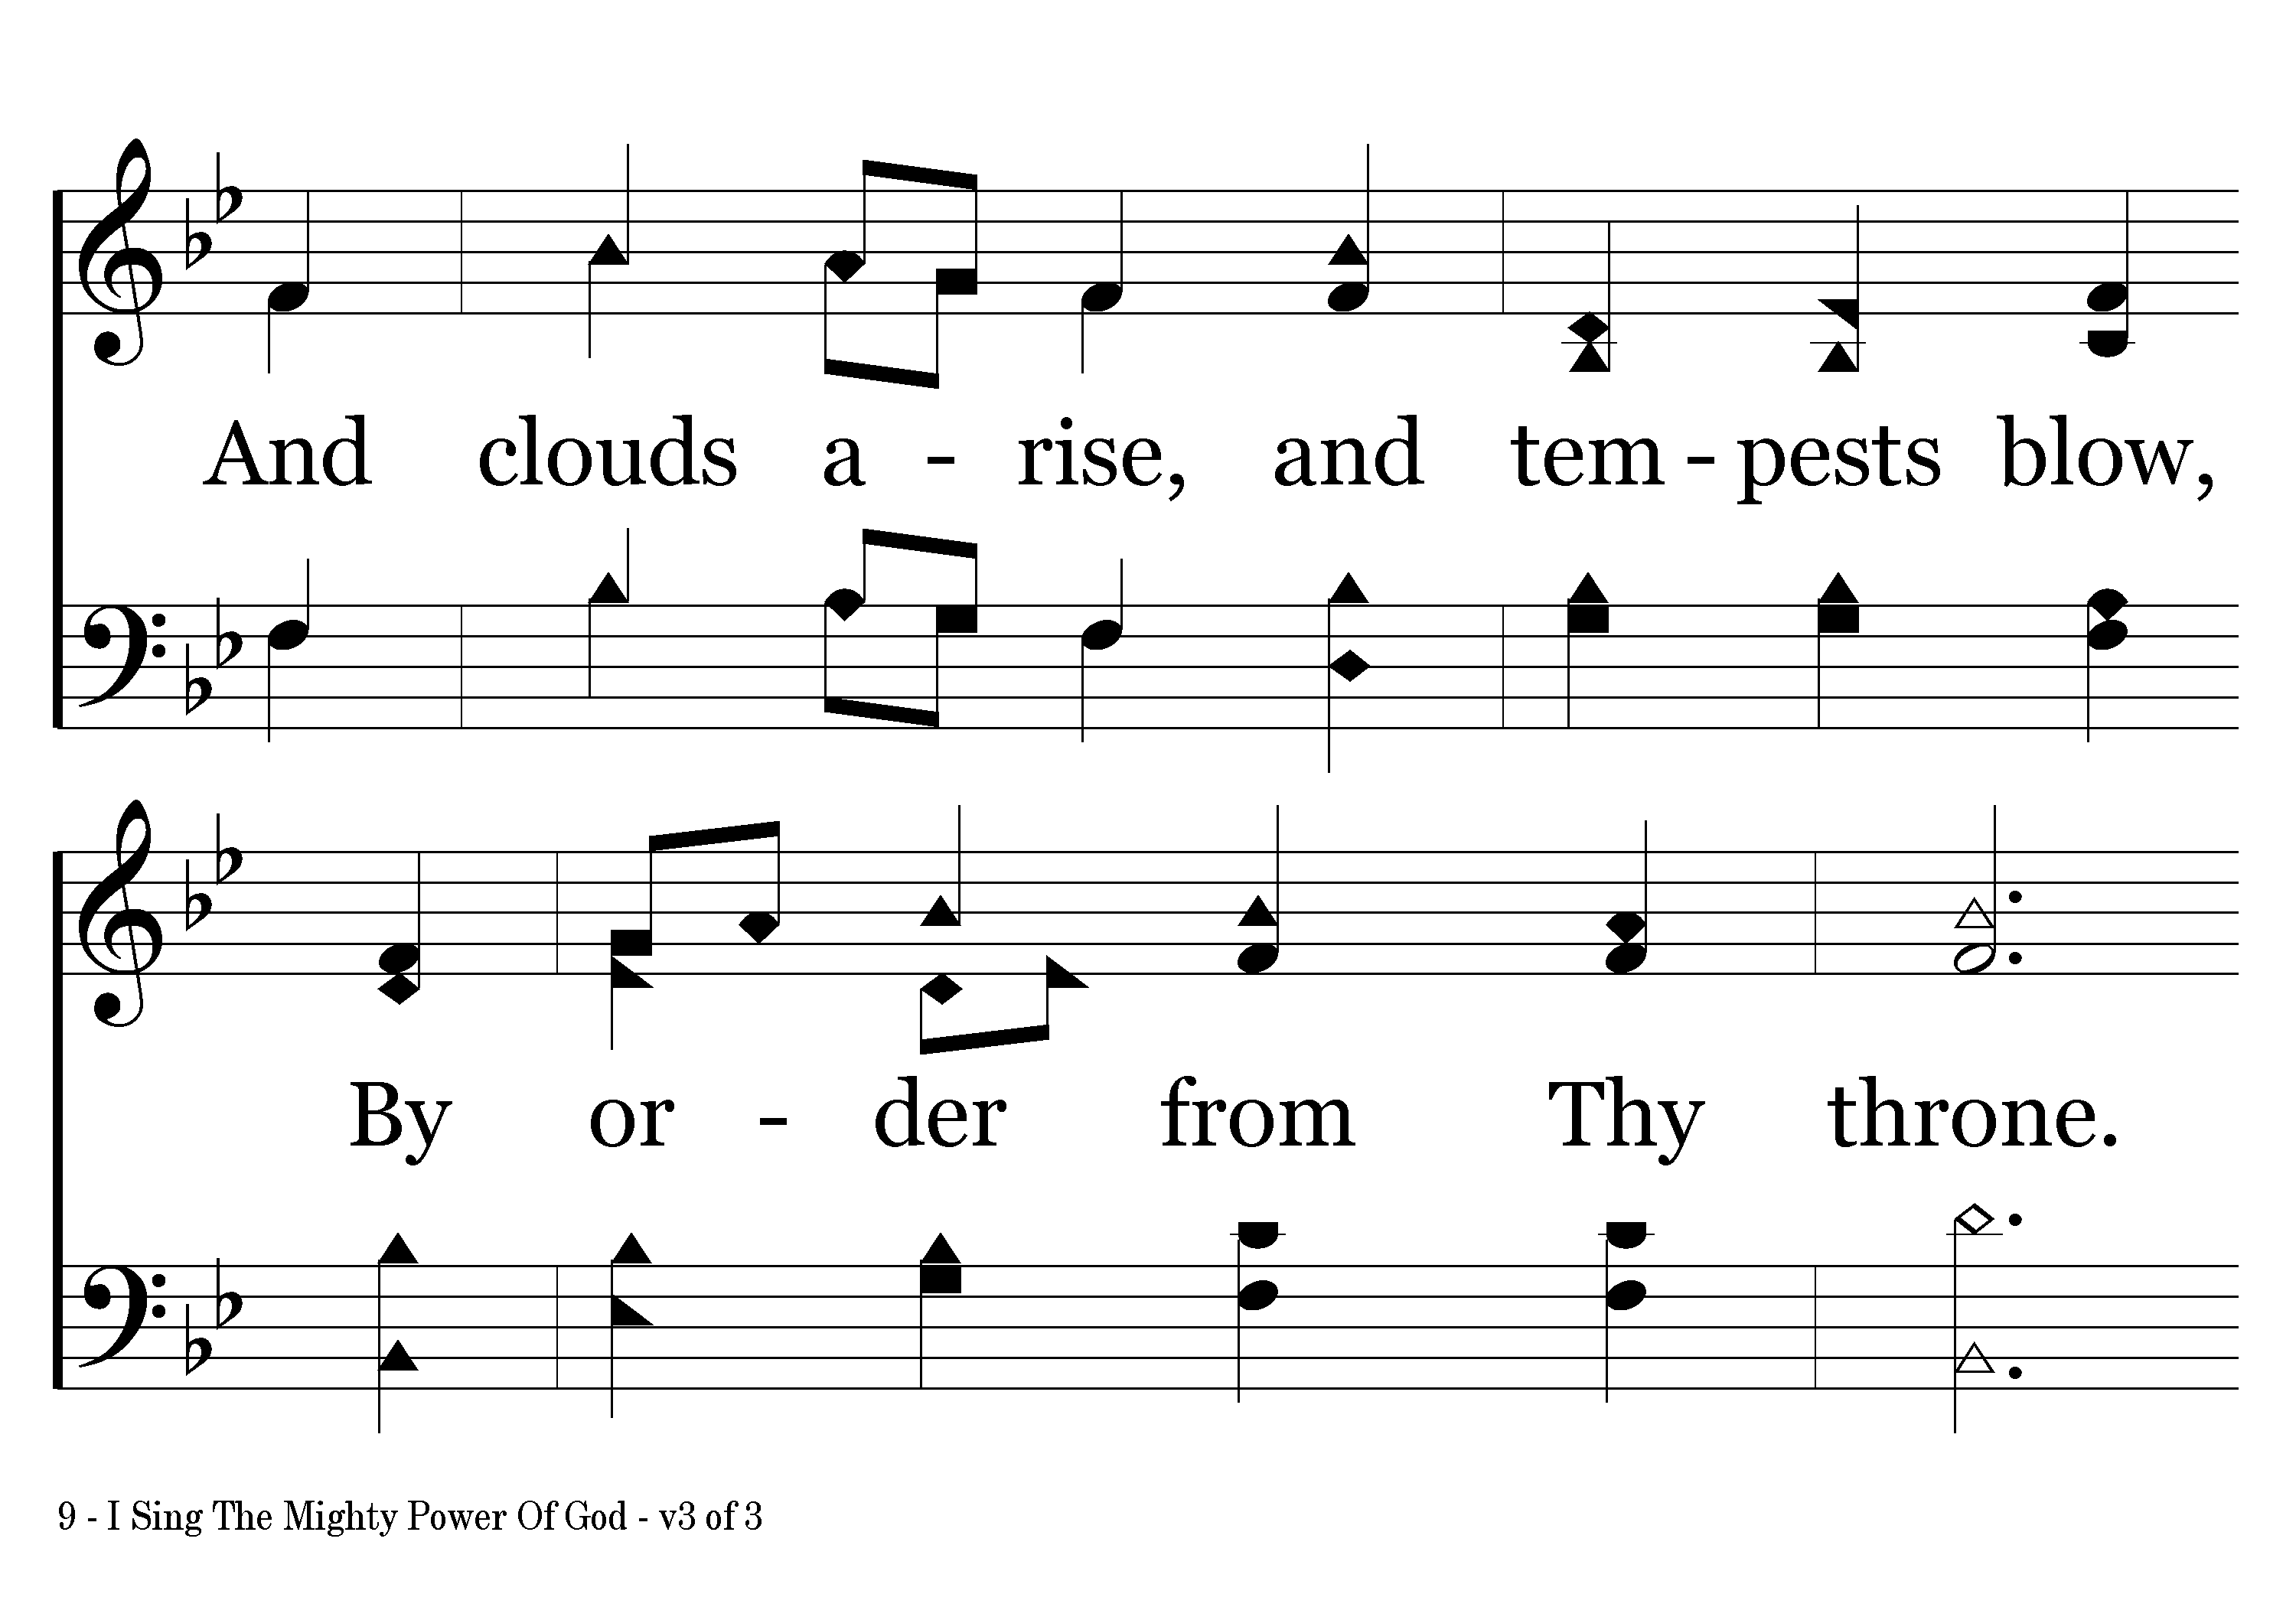 And clouds a - rise, and tem - pests blow,
By or - der from Thy throne.
9 - I Sing The Mighty Power Of God - v3 of 3